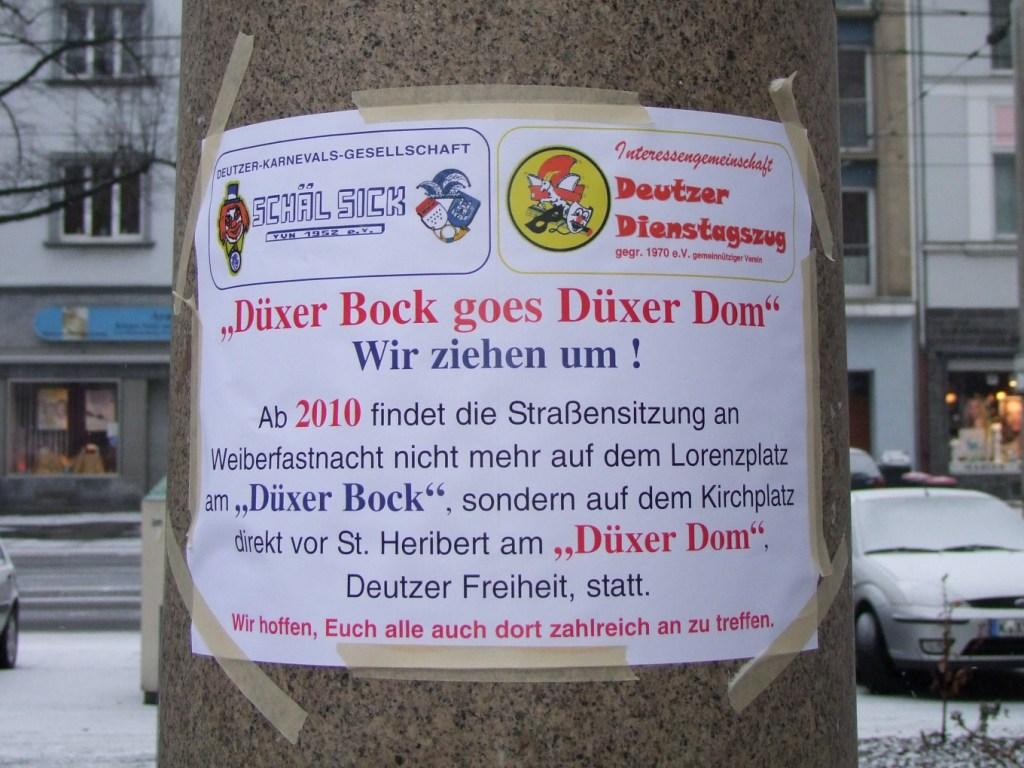 DEUTZER-KARNEVALS-GESELLSCHAFT
SCHÄL SICK
VUN 1952 e.V.
Interessengemeinschaft
Deutzer
Dienstagszug
gegr. 1970 e.V. gemeinnütziger Verein
„Düxer Bock goes Düxer Dom“
Wir ziehen um !
Ab 2010 findet die Straßensitzung an
Weiberfastnacht nicht mehr auf dem Lorenzplatz
am „Düxer Bock“, sondern auf dem Kirchplatz
direkt vor St. Heribert am „Düxer Dom“,
Deutzer Freiheit, statt.
Wir hoffen, Euch alle auch dort zahlreich an zu treffen.